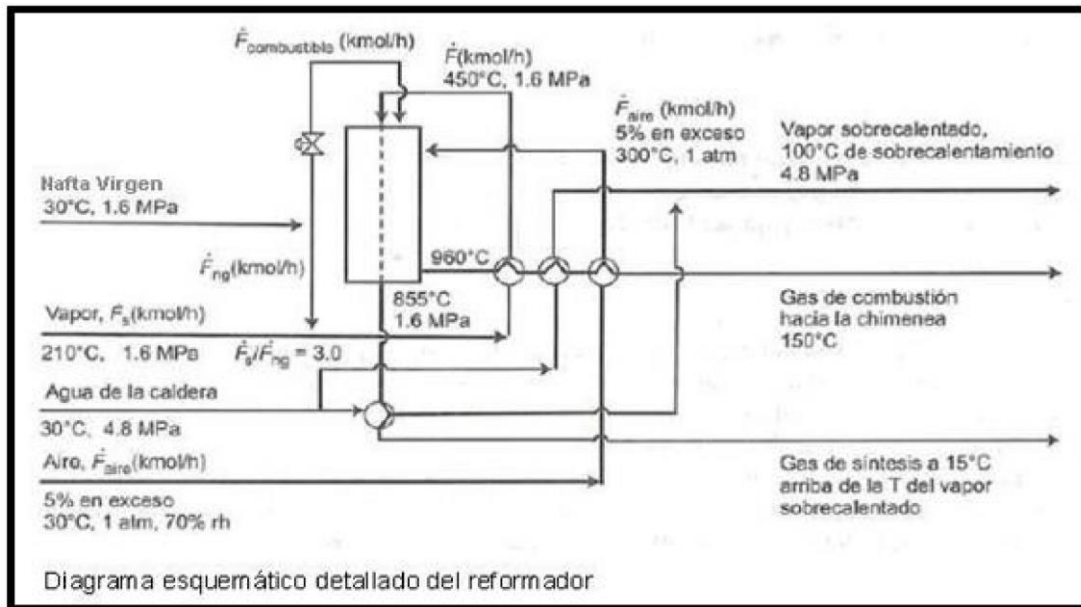 Ḟcombustible (kmol/h)
Ḟ(kmol/h)
450°C, 1.6 MPa
Ḟaire (kmol/h)
5% en exceso
300°C, 1 atm
Vapor sobrecalentado,
100°C de sobrecalentamiento
4.8 MPa
Nafta Virgen
30°C, 1.6 MPa
Ḟng(kmol/h)
960°C
855°C
1.6 MPa
Gas de combustión
hacia la chimenea
150°C
Vapor, Ḟs(kmol/h)
210°C, 1.6 MPa
Ḟs/Ḟng = 3.0
Agua de la caldera
30°C, 4.8 MPa
Aire, Ḟaire(kmol/h)
5% en exceso
30°C, 1 atm, 70% rh
Gas de síntesis a 15°C
arriba de la T del vapor
sobrecalentado
Diagrama esquemático detallado del reformador